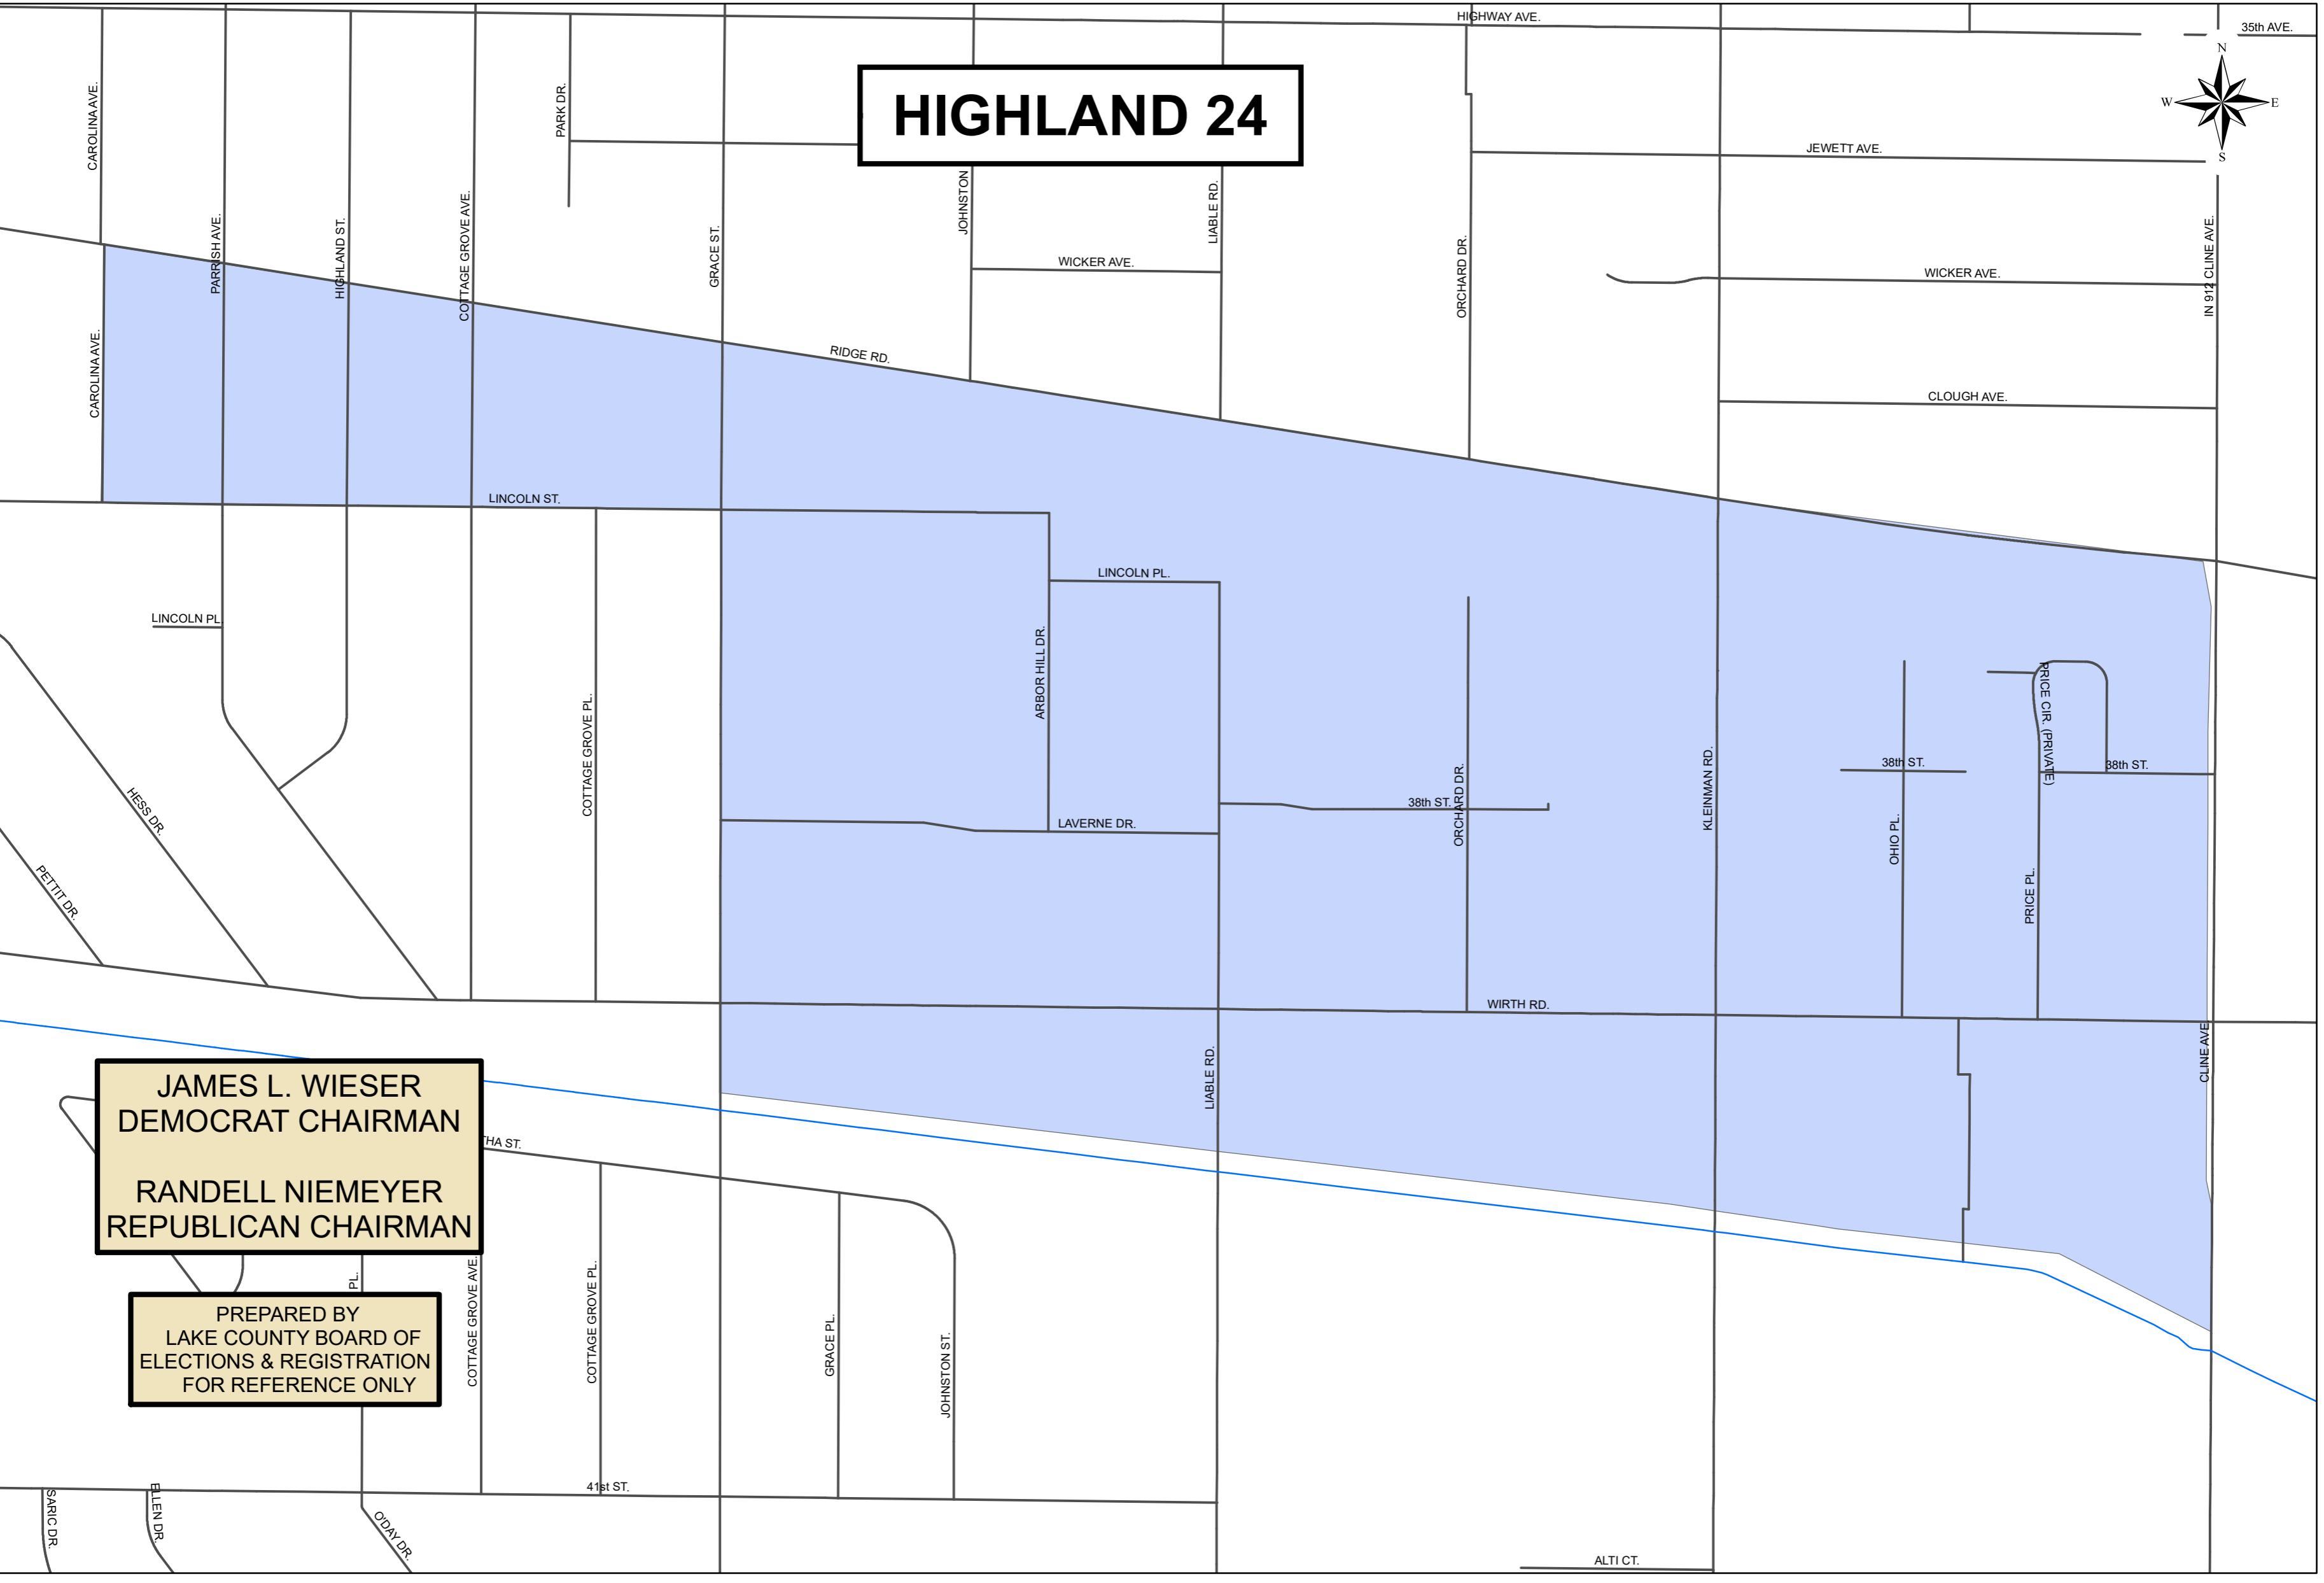 HIGHWAY AVE.
35th AVE.
N
W
E
S
HIGHLAND 24
CAROLINA AVE.
PARK DR.
JEWETT AVE.
PARRISH AVE.
HIGHLAND ST.
COTTAGE GROVE AVE.
GRACE ST.
JOHNSTON
LIABLE RD.
ORCHARD DR.
IN 912 CLINE AVE.
WICKER AVE.
WICKER AVE.
CAROLINA AVE.
RIDGE RD.
CLOUGH AVE.
LINCOLN ST.
LINCOLN PL.
LINCOLN PL.
ARBOR HILL DR.
COTTAGE GROVE PL.
HESS DR.
PETTIT DR.
LAVERNE DR.
38th ST.
ORCHARD DR.
KLEINMAN RD.
38th ST.
OHIO PL.
PRICE CIR. (PRIVATE)
38th ST.
PRICE PL.
WIRTH RD.
LIABLE RD.
CLINE AVE.
JAMES L. WIESER
DEMOCRAT CHAIRMAN
RANDELL NIEMEYER
REPUBLICAN CHAIRMAN
THA ST.
PL.
COTTAGE GROVE AVE.
COTTAGE GROVE PL.
GRACE PL.
JOHNSTON ST.
PREPARED BY
LAKE COUNTY BOARD OF
ELECTIONS & REGISTRATION
FOR REFERENCE ONLY
41st ST.
SARIC DR.
ELLEN DR.
O'DAY DR.
ALTI CT.